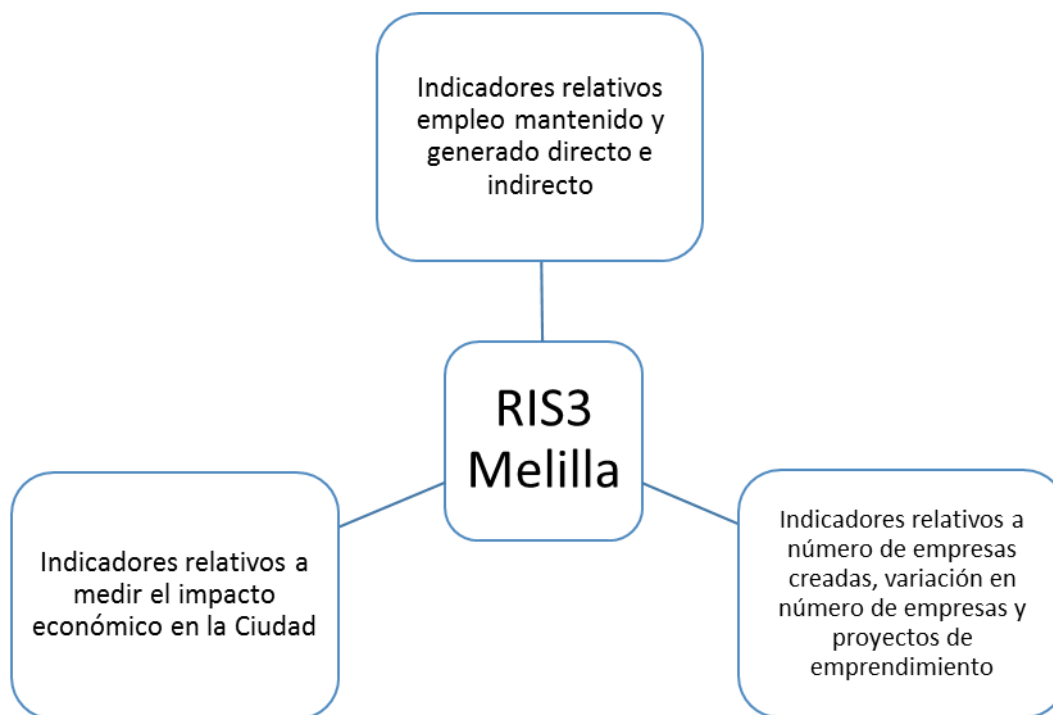 Indicadores relativos
empleo mantenido y
generado directo e
indirecto
RIS3
Melilla
Indicadores relativos a
medir el impacto
económico en la Ciudad
Indicadores relativos a
número de empresas
creadas, variación en
número de empresas y
proyectos de
emprendimiento